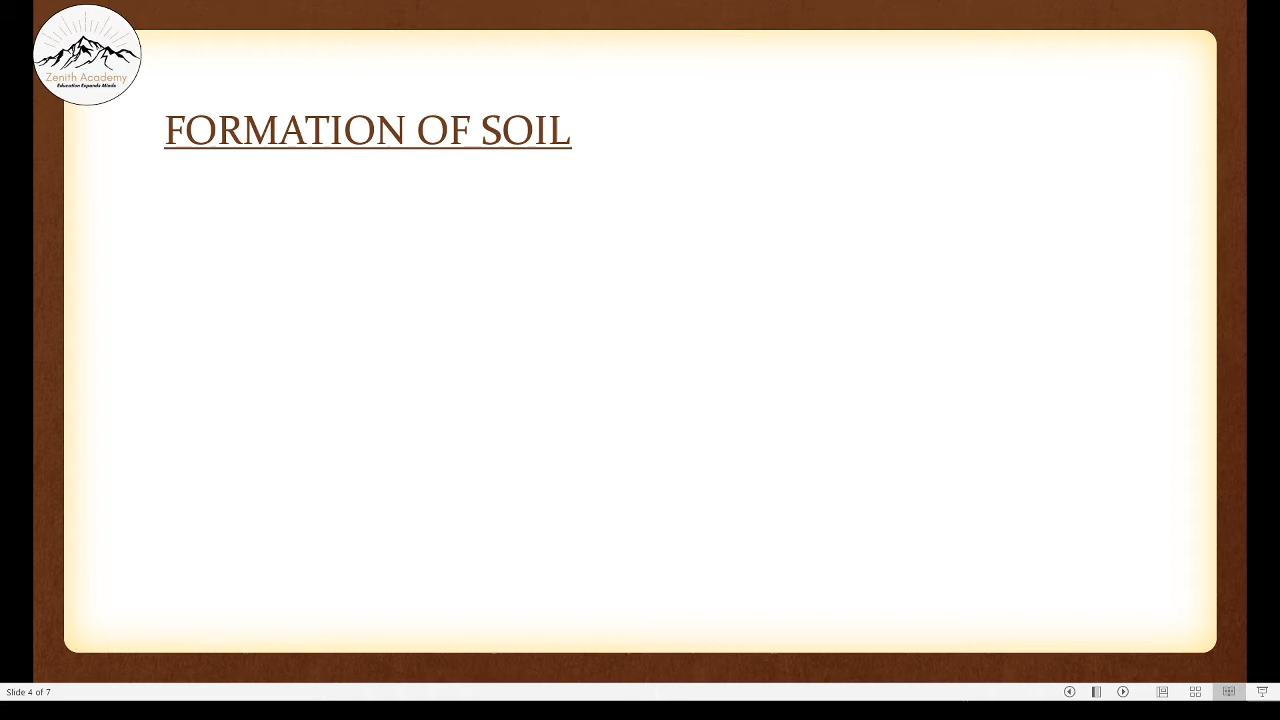 Zenith Academy
Education Expands Minds
FORMATION OF SOIL
Slide 4 of 7